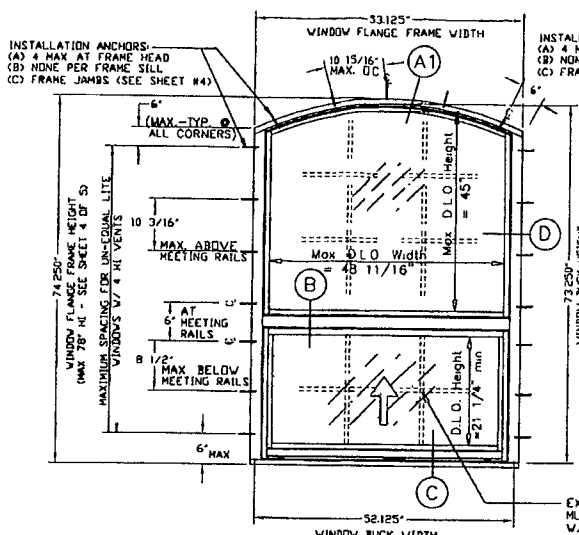 53.125"
WINDOW FLANGE FRAME WIDTH
INSTALLATION ANCHORS:
(A) 4 MAX AT FRAME HEAD
(B) NONE PER FRAME SILL
(C) FRAME JAMBS (SEE SHEET #4)
10 15/16"
MAX. OC
A1
INSTAL
(A) 4 M
(B) NON
(C) FRA
6"
6"
(MAX.-TYP. @
ALL CORNERS)
74.250"
WINDOW FLANGE FRAME HEIGHT
(MAX 78" HI - SEE SHEET 4 OF 5)
MAXIMUM SPACING FOR UN-EQUAL LITE
WINDOWS W/ 4 HI VENTS
10 3/16"
MAX. ABOVE
MEETING RAILS
Max DLO Height
= 45"
D
Max DLO Width
= 48 11/16"
B
6" AT
MEETING
RAILS
8 1/2"
MAX BELOW
MEETING RAILS
D.L.O. Height
=21 1/4" min
73.250"
6" MAX
C
52.125"
WINDOW BUCK WIDTH
EX
MU
W/